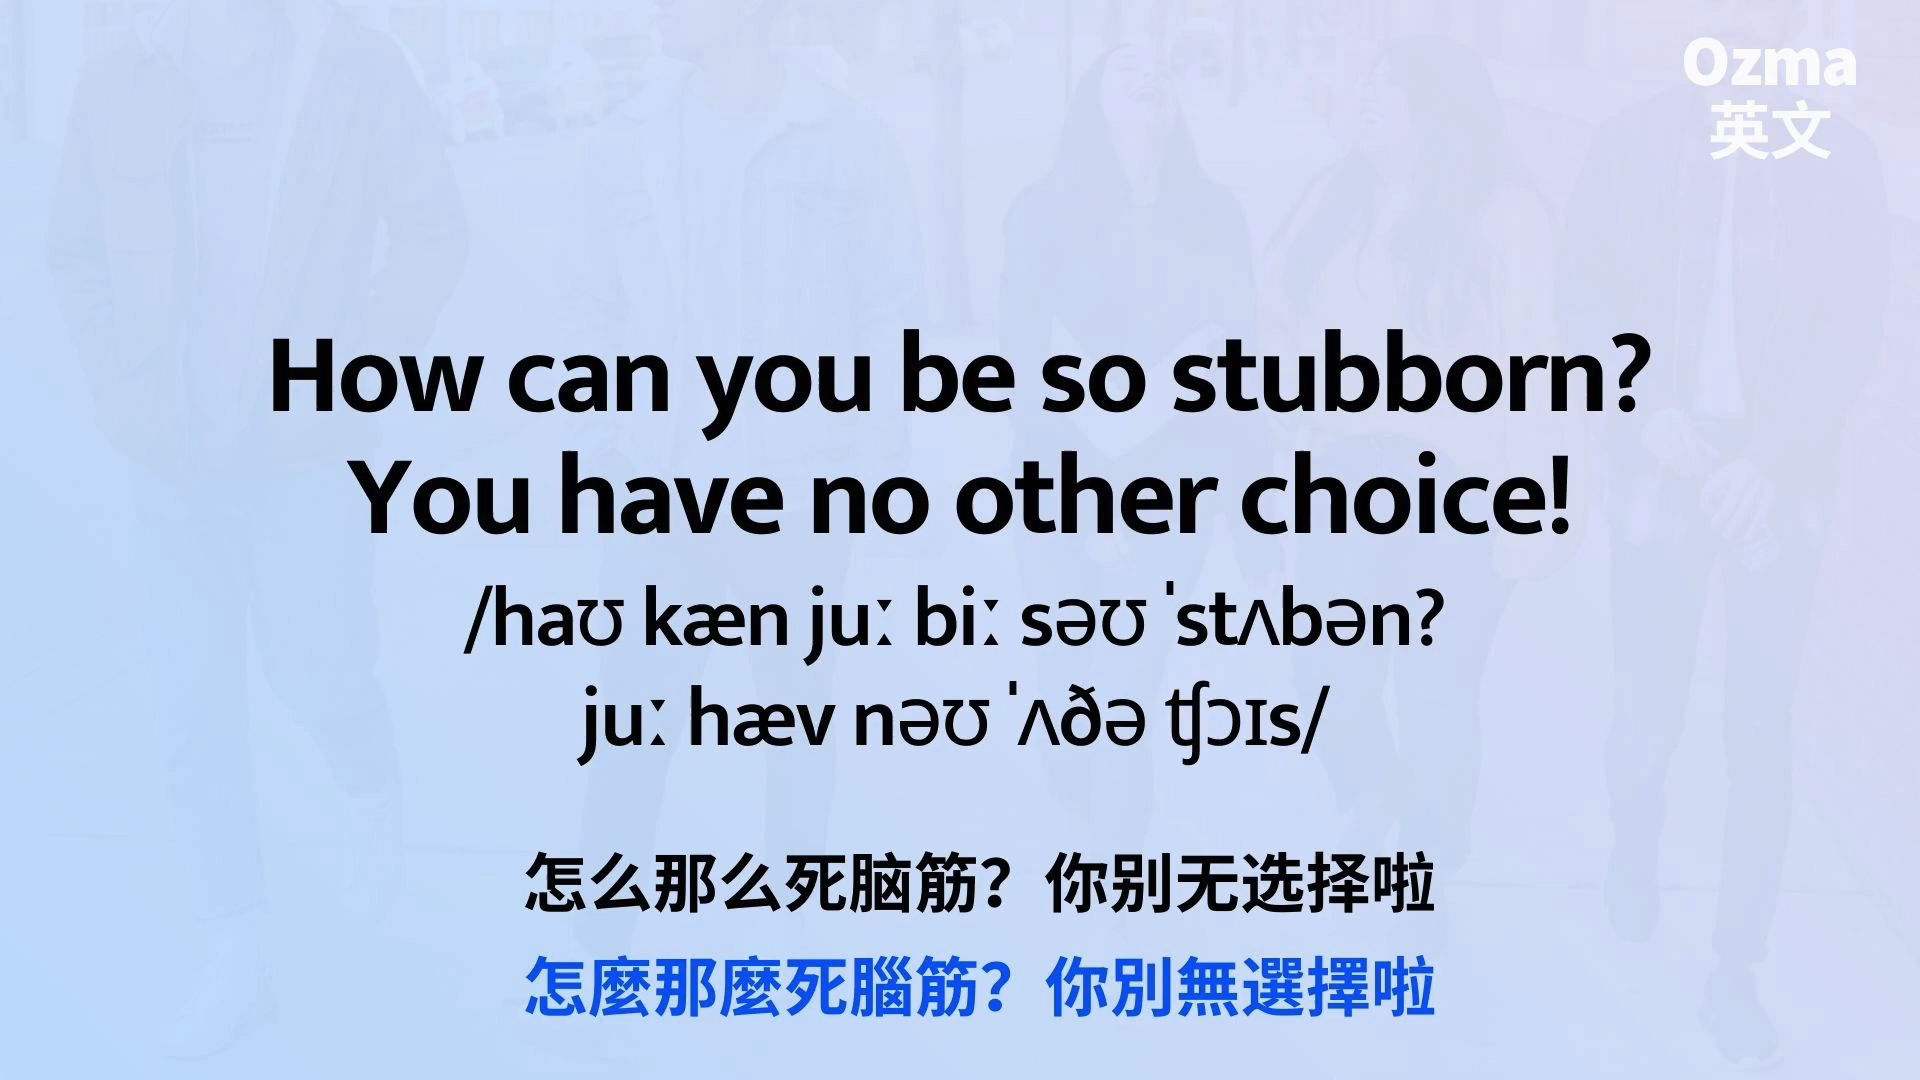 Ozma
英文
How can you be so stubborn?
You have no other choice!
/haʊ kæn juː biː səʊ ˈstʌbən?
juː hæv nəʊ ˈʌðə ʧɔɪs/
怎么那么死脑筋？你别无选择啦
怎麼那麼死腦筋？你別無選擇啦